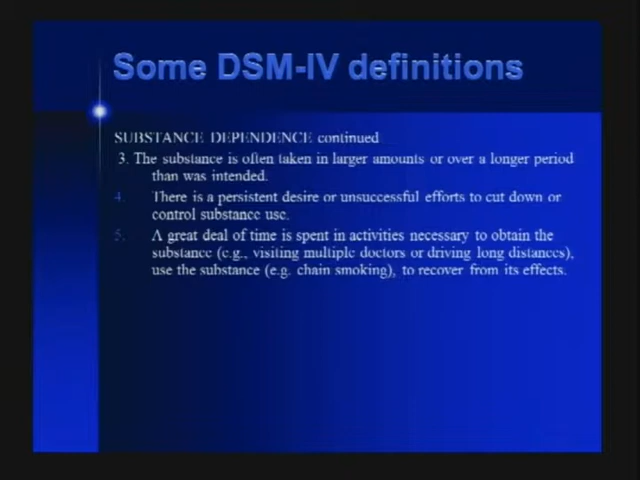 Some DSM-IV definitions
SUBSTANCE DEPENDENCE continued
3. The substance is often taken in larger amounts or over a longer period
than was intended.
4. There is a persistent desire or unsuccessful efforts to cut down or
control substance use.
5. A great deal of time is spent in activities necessary to obtain the
substance (e.g., visiting multiple doctors or driving long distances),
use the substance (e.g. chain smoking), to recover from its effects.